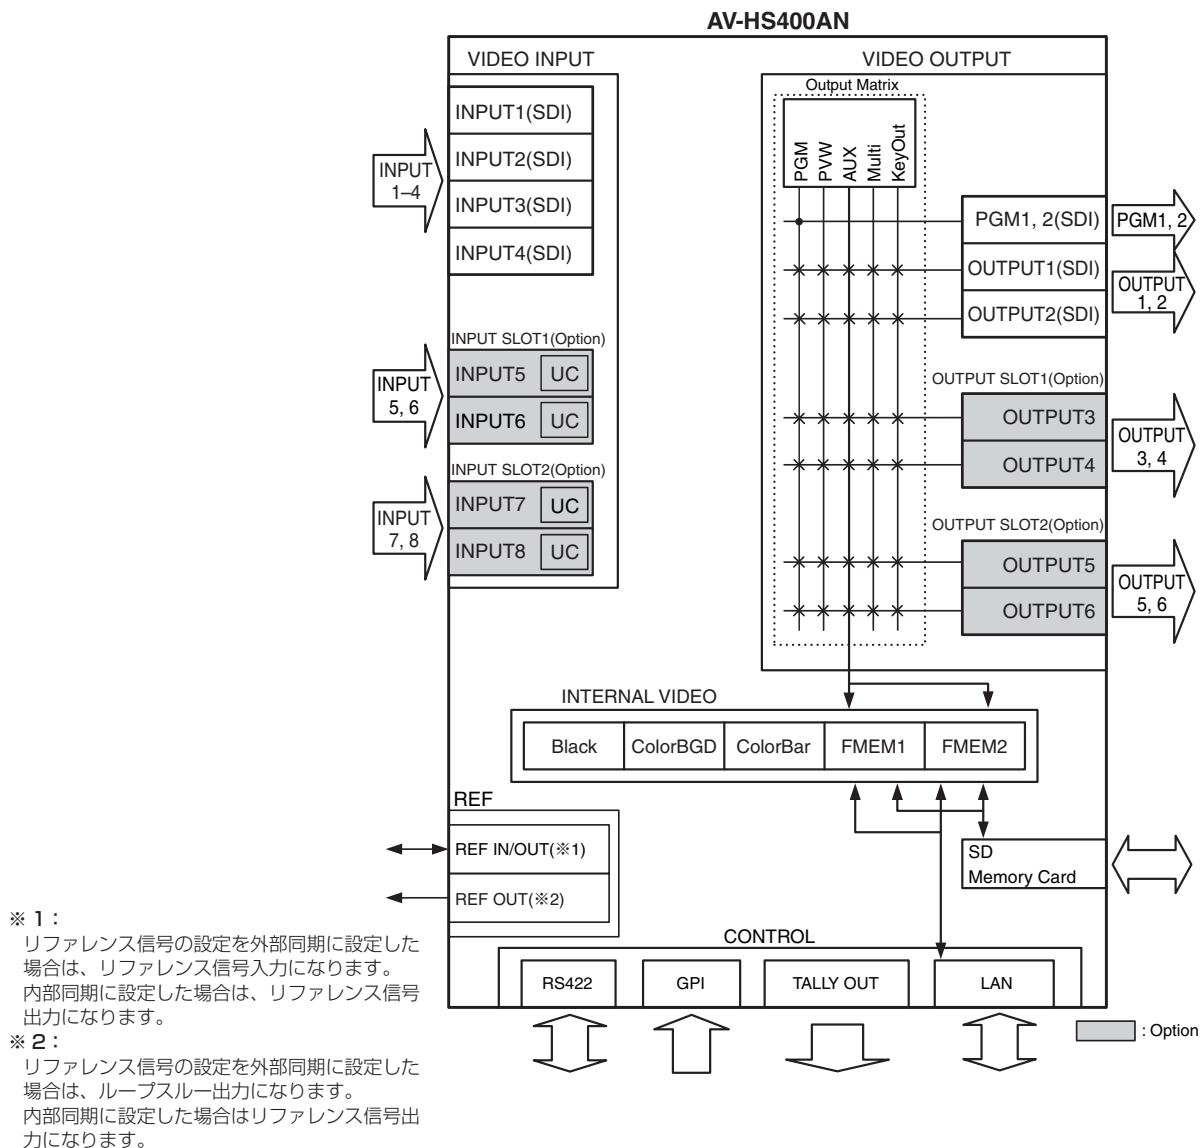 AV-HS400AN
VIDEO INPUT
INPUT1(SDI)
INPUT2(SDI)
INPUT3(SDI)
INPUT4(SDI)
INPUT
1–4
INPUT SLOT1(Option)
INPUT5 UC
INPUT6 UC
INPUT
5, 6
INPUT SLOT2(Option)
INPUT7 UC
INPUT8 UC
INPUT
7, 8
VIDEO OUTPUT
Output Matrix
PGM
PVW
AUX
Multi
KeyOut
PGM1, 2(SDI)
OUTPUT1(SDI)
OUTPUT2(SDI)
PGM1, 2
OUTPUT
1, 2
OUTPUT SLOT1(Option)
OUTPUT3
OUTPUT4
OUTPUT
3, 4
OUTPUT SLOT2(Option)
OUTPUT5
OUTPUT6
OUTPUT
5, 6
INTERNAL VIDEO
Black ColorBGD ColorBar FMEM1 FMEM2
REF
REF IN/OUT(※1)
REF OUT(※2)
SD
Memory Card
CONTROL
RS422 GPI TALLY OUT LAN
: Option
※ 1：
リファレンス信号の設定を外部同期に設定した
場合は、リファレンス信号入力になります。
内部同期に設定した場合は、リファレンス信号
出力になります。
※ 2：
リファレンス信号の設定を外部同期に設定した
場合は、ループスルー出力になります。
内部同期に設定した場合はリファレンス信号出
力になります。